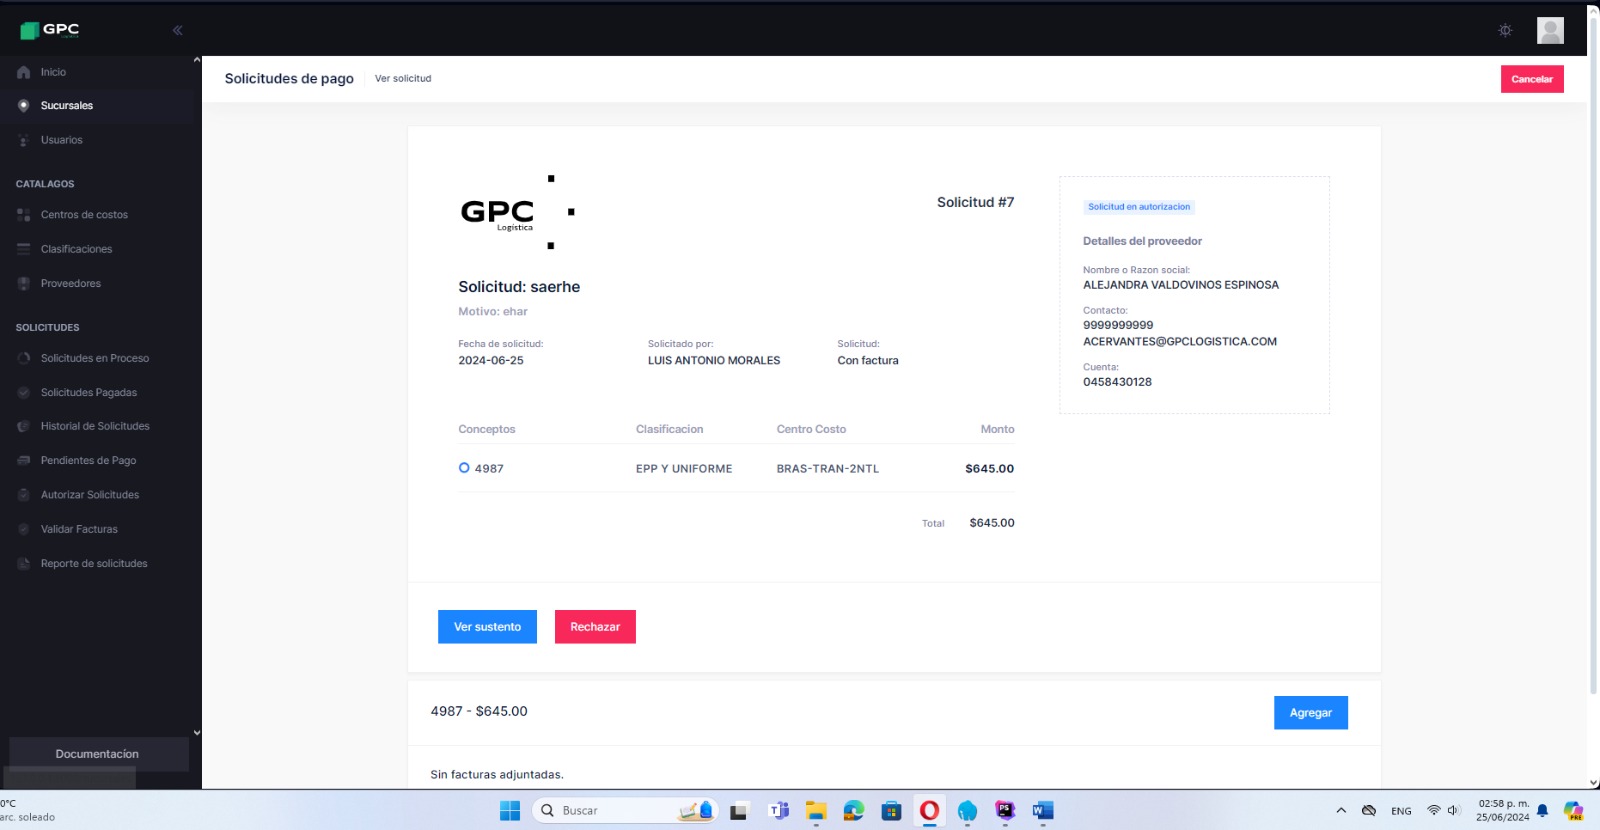 GPC
Logística
Inicio
Sucursales
Usuarios
CATALAGOS
Centros de costos
Clasificaciones
Proveedores
SOLICITUDES
Solicitudes en Proceso
Solicitudes Pagadas
Historial de Solicitudes
Pendientes de Pago
Autorizar Solicitudes
Validar Facturas
Reporte de solicitudes
Documentacion
Solicitudes de pago Ver solicitud
Cancelar
GPC
Logística
Solicitud #7
Solicitud: saerhe
Motivo: ehar
Fecha de solicitud: Solicitado por: Solicitud:
2024-06-25 LUIS ANTONIO MORALES Con factura
Conceptos Clasificacion Centro Costo Monto
4987 EPP Y UNIFORME BRAS-TRAN-2NTL $645.00
Total $645.00
Solicitud en autorizacion
Detalles del proveedor
Nombre o Razon social:
ALEJANDRA VALDOVINOS ESPINOSA
Contacto:
9999999999
ACERVANTES@GPCLOGISTICA.COM
Cuenta:
0458430128
Ver sustento Rechazar
4987 - $645.00
Agregar
Sin facturas adjuntadas.
0°C
arc. soleado
Buscar
ENG
02:58 p. m.
25/06/2024
PRE